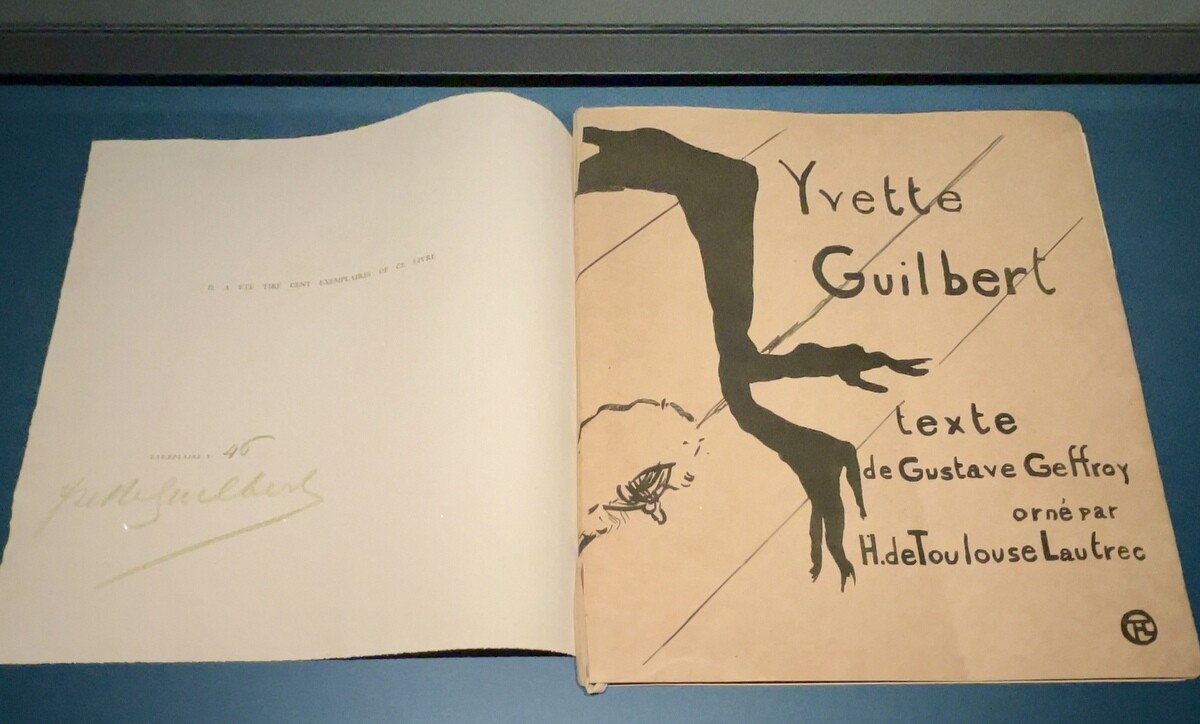 IL A ÉTÉ TIRÉ CENT EXEMPLAIRES DE CE LIVRE
EXEMPLAIRE N° 46
Yvette Guilbert
Yvette
Guilbert
texte
de Gustave Geffroy
orné par
H. de Toulouse Lautrec